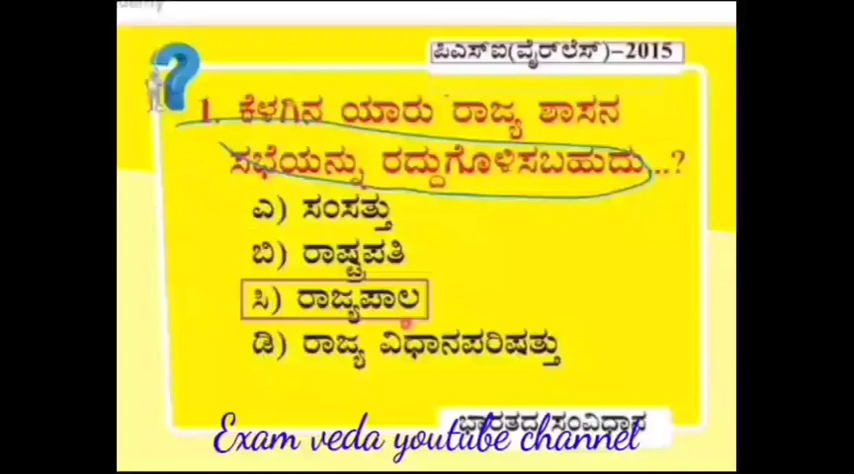 ಪಿಎಸ್ಐ(ವೈರ್‌ಲೆಸ್)-2015
1. ಕೆಳಗಿನ ಯಾರು ರಾಜ್ಯ ಶಾಸನ
ಸಭೆಯನ್ನು ರದ್ದುಗೊಳಿಸಬಹುದು...?
ಎ) ಸಂಸತ್ತು
ಬಿ) ರಾಷ್ಟ್ರಪತಿ
ಸಿ) ರಾಜ್ಯಪಾಲ
ಡಿ) ರಾಜ್ಯ ವಿಧಾನಪರಿಷತ್ತು
ಭಾರತದ ಸಂವಿಧಾನ
Exam veda youtube channel